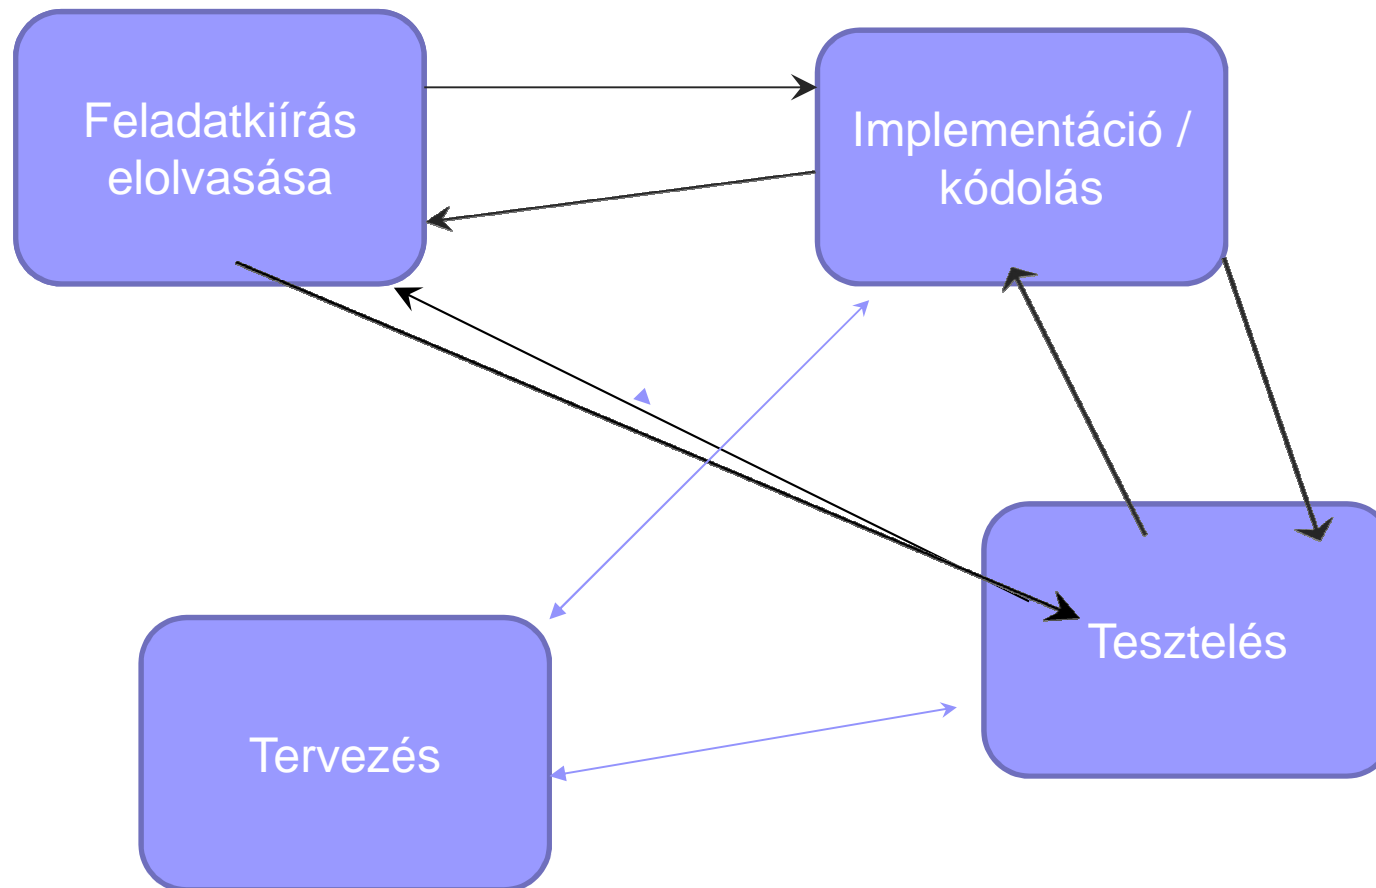 Feladatkiírás
elolvasása
Implementáció /
kódolás
Tesztelés
Tervezés